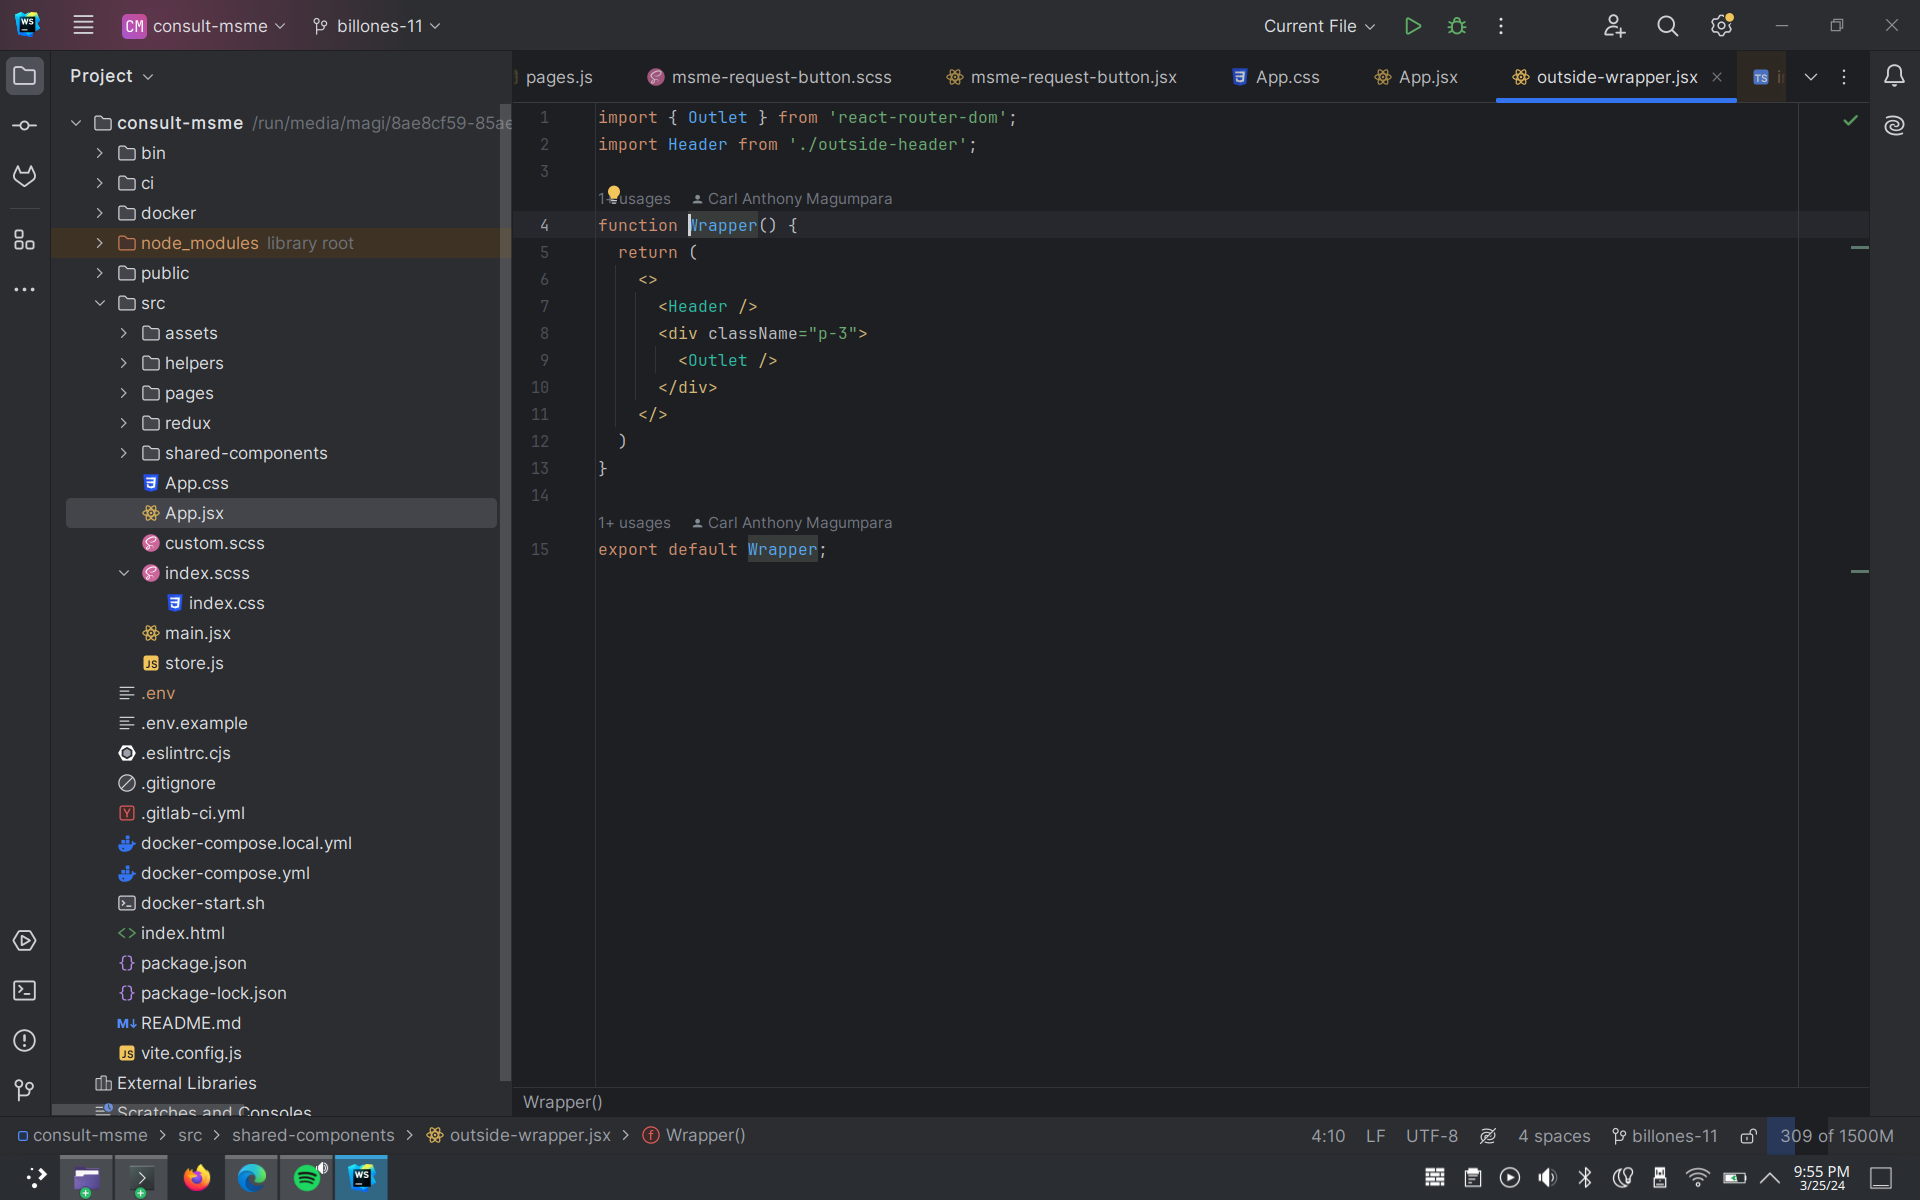 WS CM consult-msme billones-11 Current File
Project
pages.js msme-request-button.scss msme-request-button.jsx App.css App.jsx outside-wrapper.jsx TS
consult-msme /run/media/magi/8ae8cf59-85ae
bin
ci
docker
node_modules library root
public
src
assets
helpers
pages
redux
shared-components
App.css
App.jsx
custom.scss
index.scss
index.css
main.jsx
JS store.js
.env
.env.example
.eslintrc.cjs
.gitignore
Y .gitlab-ci.yml
docker-compose.local.yml
docker-compose.yml
docker-start.sh
<> index.html
{} package.json
{} package-lock.json
M↓ README.md
JS vite.config.js
External Libraries
Scratches and Consoles
1 import { Outlet } from 'react-router-dom';
2 import Header from './outside-header';
3
1+ usages Carl Anthony Magumpara
4 function Wrapper() {
5 return (
6 <>
7 <Header />
8 <div className="p-3">
9 <Outlet />
10 </div>
11 </>
12 )
13 }
14
1+ usages Carl Anthony Magumpara
15 export default Wrapper;
Wrapper()
consult-msme > src > shared-components > outside-wrapper.jsx > f Wrapper() 4:10 LF UTF-8 4 spaces billones-11 309 of 1500M
WS 9:55 PM
3/25/24